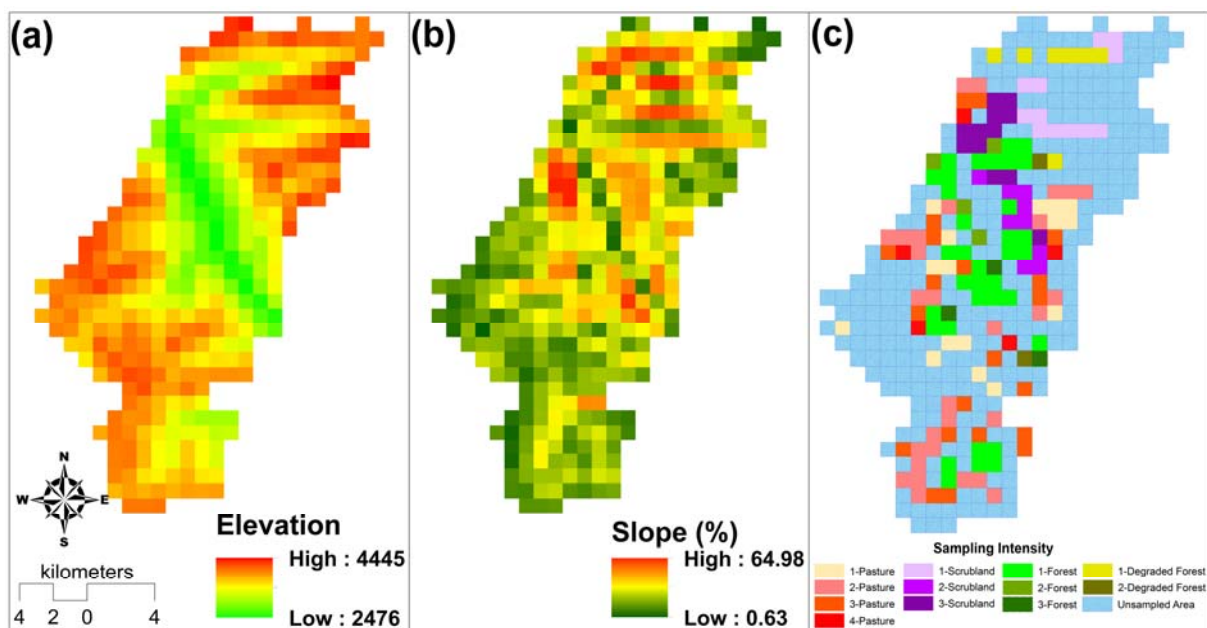 (a)
(b)
(c)
N
W E
S
kilometers
4 2 0 4
Elevation
High : 4445
Low : 2476
Slope (%)
High : 64.98
Low : 0.63
Sampling Intensity
1-Pasture
2-Pasture
3-Pasture
4-Pasture
1-Scrubland
2-Scrubland
3-Scrubland
1-Forest
2-Forest
3-Forest
1-Degraded Forest
2-Degraded Forest
Unsampled Area